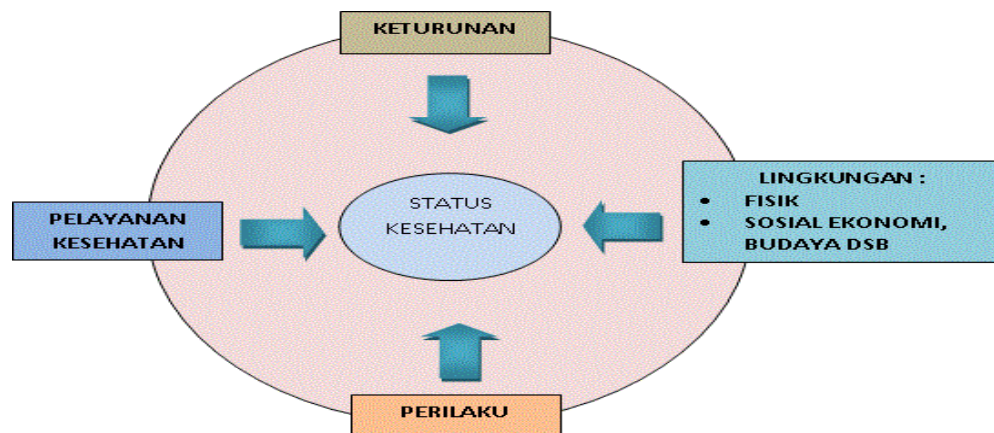 KETURUNAN
STATUS
KESEHATAN
PELAYANAN
KESEHATAN
LINGKUNGAN :
• FISIK
• SOSIAL EKONOMI,
BUDAYA DSB
PERILAKU